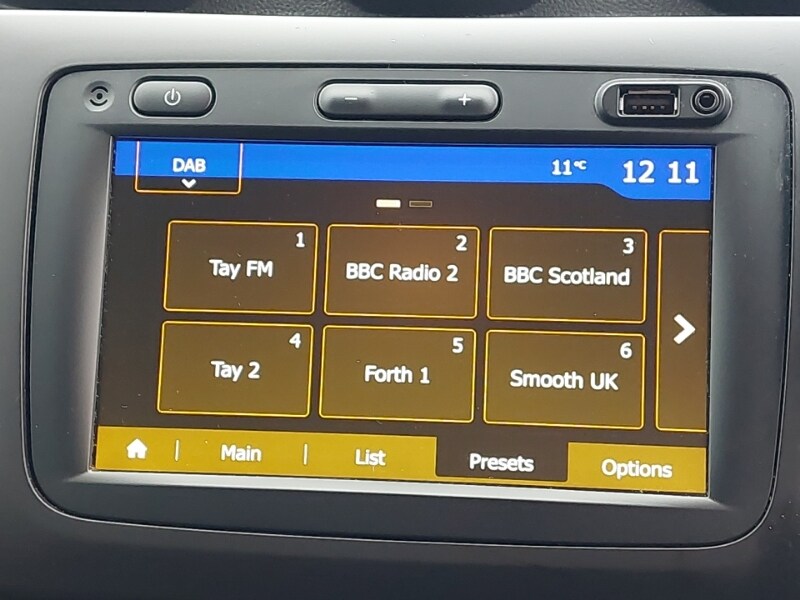 DAB
11°C
12 11
1
Tay FM
2
BBC Radio 2
3
BBC Scotland
4
Tay 2
5
Forth 1
6
Smooth UK
Main
List
Presets
Options